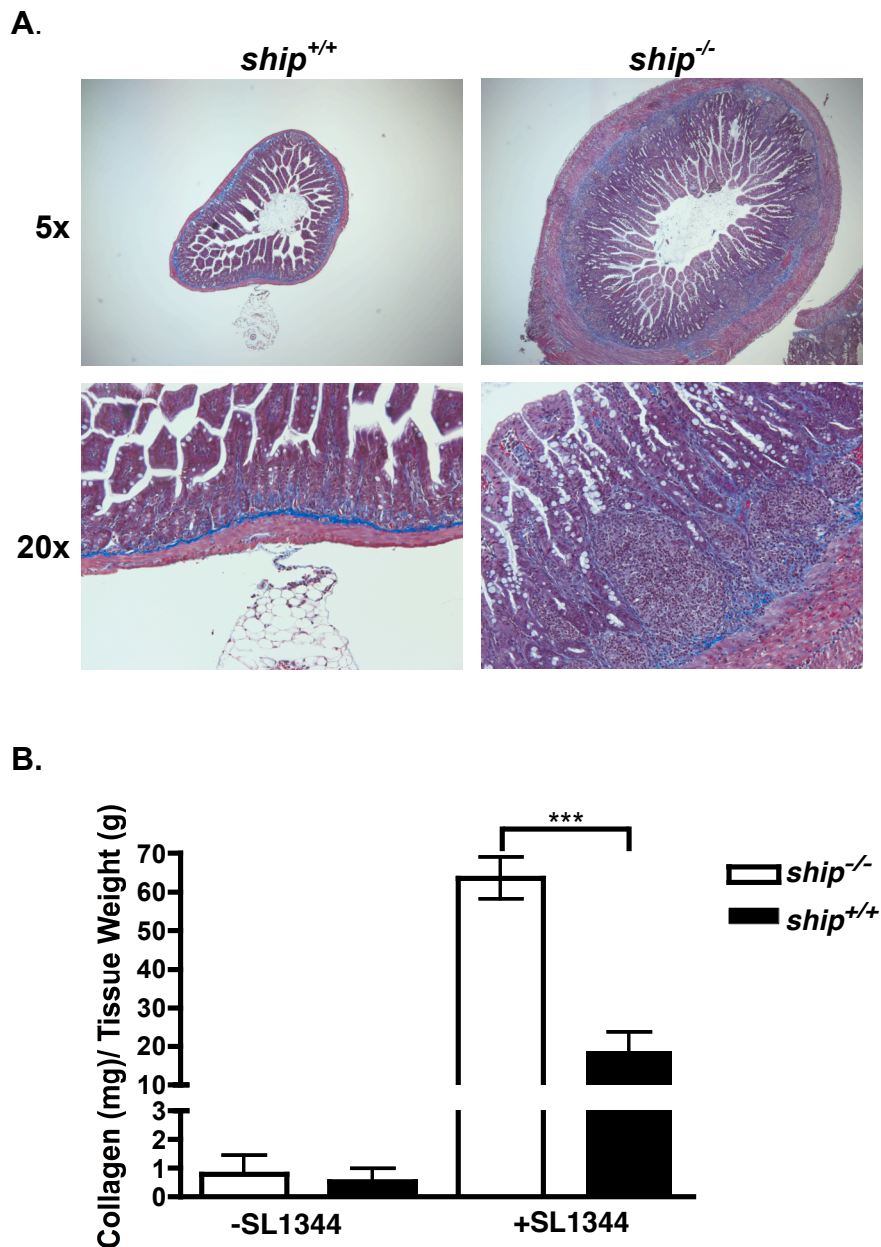 A.
ship+/+
ship-/-
5x
20x
B.
Collagen (mg)/ Tissue Weight (g)
***
70
60
50
40
30
20
10
3
2
1
0
ship-/-
ship+/+
-SL1344
+SL1344